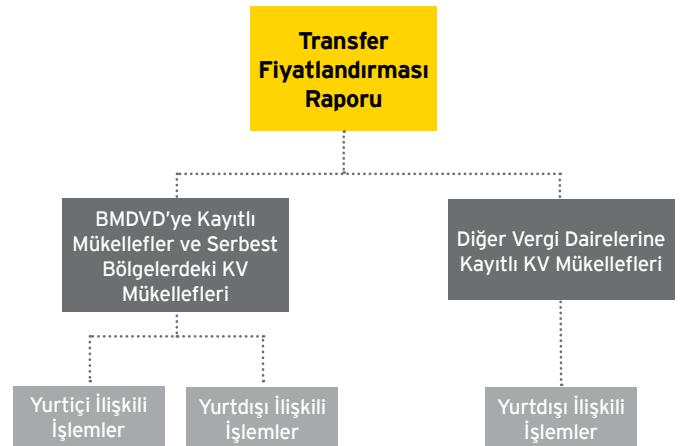 Transfer
Fiyatlandırması
Raporu
BMDVD'ye Kayıtlı
Mükellefler ve Serbest
Bölgelerdeki KV
Mükellefleri
Diğer Vergi Dairelerine
Kayıtlı KV Mükellefleri
Yurtiçi İlişkili
İşlemler
Yurtdışı İlişkili
İşlemler
Yurtdışı İlişkili
İşlemler